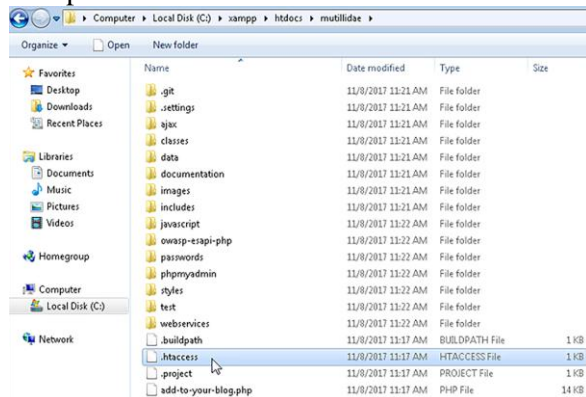 Computer ▸ Local Disk (C:) ▸ xampp ▸ htdocs ▸ mutillidae ▸
Organize ▾ Open New folder
Favorites
Desktop
Downloads
Recent Places
Libraries
Documents
Music
Pictures
Videos
Homegroup
Computer
Local Disk (C:)
Network
Name Date modified Type Size
.git 11/8/2017 11:21 AM File folder
.settings 11/8/2017 11:21 AM File folder
ajax 11/8/2017 11:21 AM File folder
classes 11/8/2017 11:21 AM File folder
data 11/8/2017 11:21 AM File folder
documentation 11/8/2017 11:21 AM File folder
images 11/8/2017 11:21 AM File folder
includes 11/8/2017 11:21 AM File folder
javascript 11/8/2017 11:22 AM File folder
owasp-esapi-php 11/8/2017 11:22 AM File folder
passwords 11/8/2017 11:22 AM File folder
phpmyadmin 11/8/2017 11:22 AM File folder
styles 11/8/2017 11:22 AM File folder
test 11/8/2017 11:22 AM File folder
webservices 11/8/2017 11:22 AM File folder
.buildpath 11/8/2017 11:17 AM BUILDPATH File 1 KB
.htaccess 11/8/2017 11:17 AM HTACCESS File 1 KB
.project 11/8/2017 11:17 AM PROJECT File 1 KB
add-to-your-blog.php 11/8/2017 11:17 AM PHP File 14 KB